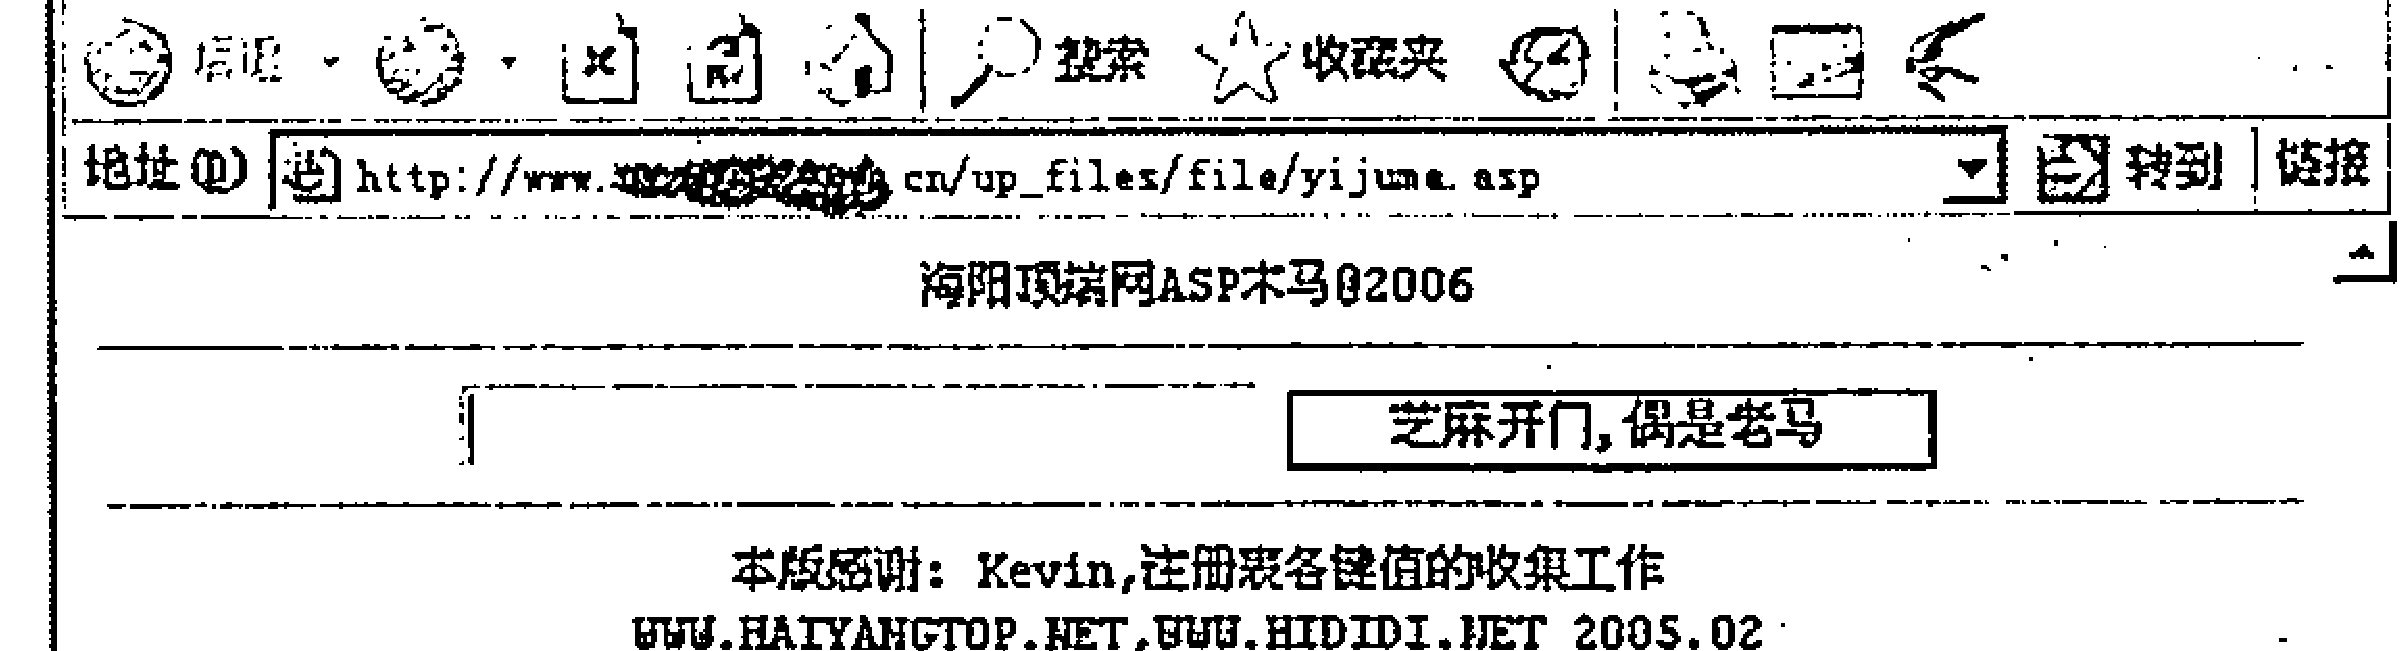 后退 搜索 收藏夹
地址(D) http://www. cn/up_files/file/yijuma.asp 转到 链接
海阳顶端网ASP木马@2006
芝麻开门,偶是老马
本版感谢: Kevin,注册表各键值的收集工作
WWW.HAIYANGTOP.NET,WWW.HIDIDI.NET 2005.02